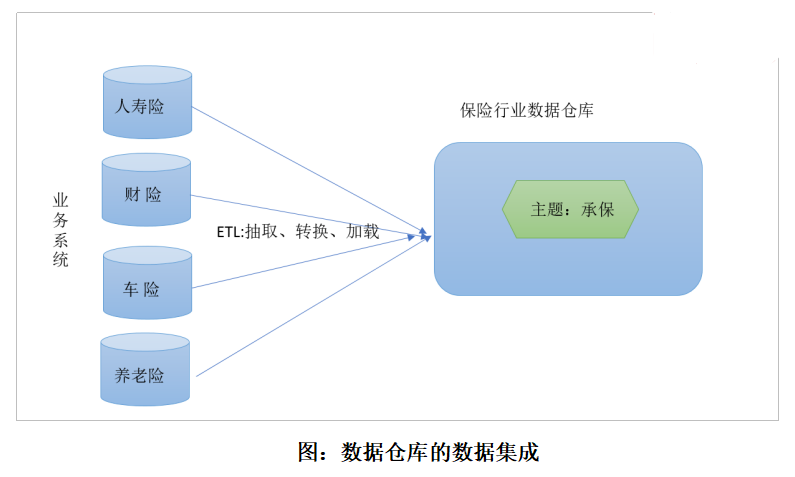 人寿险
保险行业数据仓库
财 险
主题：承保
业务系统
ETL:抽取、转换、加载
车 险
养老险
图：数据仓库的数据集成